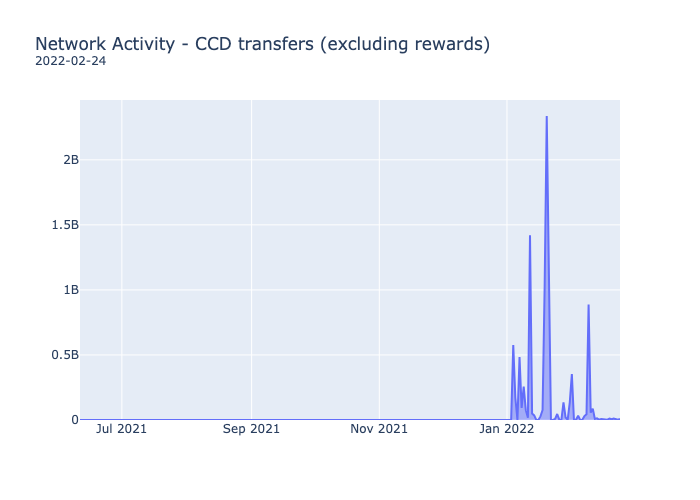 Network Activity - CCD transfers (excluding rewards)
2022-02-24
2B
1.5B
1B
0.5B
0
Jul 2021 Sep 2021 Nov 2021 Jan 2022